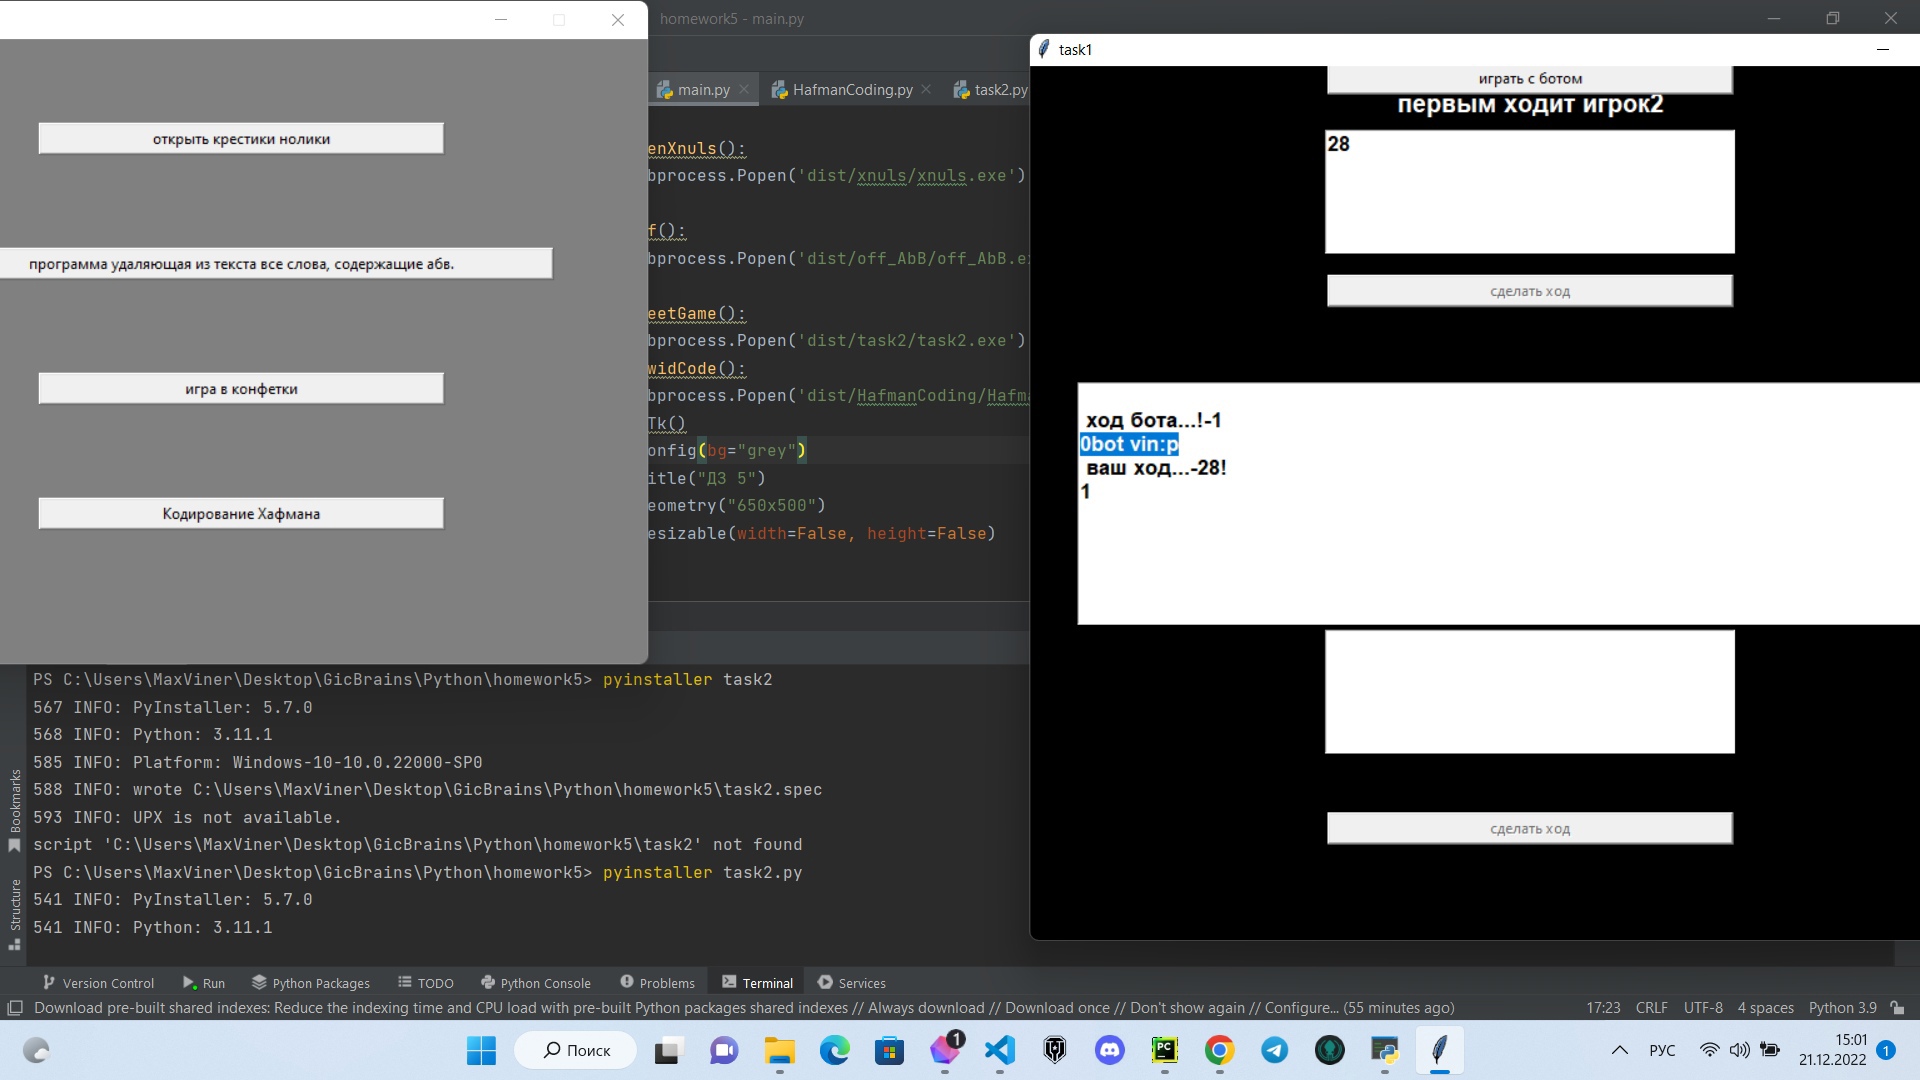 homework5 - main.py
task1
main.py
HafmanCoding.py
task2.py
открыть крестики нолики
программа удаляющая из текста все слова, содержащие абв.
игра в конфетки
Кодирование Хафмана
enXnuls():
bprocess.Popen('dist/xnuls/xnuls.exe')
f():
bprocess.Popen('dist/off_AbB/off_AbB.e
eetGame():
bprocess.Popen('dist/task2/task2.exe')
widCode():
bprocess.Popen('dist/HafmanCoding/Hafm
Tk()
onfig(bg="grey")
itle("ДЗ 5")
eometry("650x500")
esizable(width=False, height=False)
играть с ботом
первым ходит игрок2
28
сделать ход
ход бота...!-1
0bot vin:p
ваш ход...-28!
1
сделать ход
PS C:\Users\MaxViner\Desktop\GicBrains\Python\homework5> pyinstaller task2
567 INFO: PyInstaller: 5.7.0
568 INFO: Python: 3.11.1
585 INFO: Platform: Windows-10-10.0.22000-SP0
588 INFO: wrote C:\Users\MaxViner\Desktop\GicBrains\Python\homework5\task2.spec
593 INFO: UPX is not available.
script 'C:\Users\MaxViner\Desktop\GicBrains\Python\homework5\task2' not found
PS C:\Users\MaxViner\Desktop\GicBrains\Python\homework5> pyinstaller task2.py
541 INFO: PyInstaller: 5.7.0
541 INFO: Python: 3.11.1
Bookmarks
Structure
Version Control Run Python Packages TODO Python Console Problems Terminal Services
Download pre-built shared indexes: Reduce the indexing time and CPU load with pre-built Python packages shared indexes // Always download // Download once // Don't show again // Configure... (55 minutes ago) 17:23 CRLF UTF-8 4 spaces Python 3.9
Поиск
1
PC
РУС
15:01
21.12.2022
1